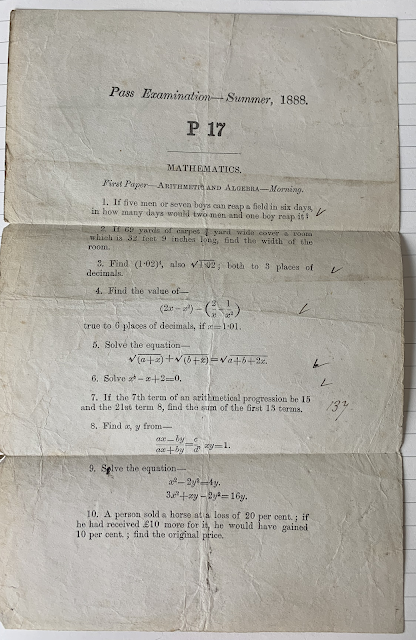 Pass Examination—Summer, 1888.
P 17
MATHEMATICS.
First Paper—ARITHMETIC AND ALGEBRA—Morning.
1. If five men or seven boys can reap a field in six days,
in how many days would two men and one boy reap it?
2. If 69 yards of carpet yard wide cover a room
which is 32 feet 9 inches long, find the width of the
room.
3. Find (1·02)⁴, also √1·02; both to 3 places of
decimals.
4. Find the value of—
(2x−x²)−(2/x−1/x²)
true to 6 places of decimals, if x=1·01.
5. Solve the equation—
√(a+x)+√(b+x)=√a+b+2x.
6. Solve −x+2=0.
7. If the 7th term of an arithmetical progression be 15
and the 21st term 8, find the sum of the first 13 terms.
8. Find x, y from—
ax−by/ax+by=c/d, xy=1.
9. Solve the equation—
x²−2y²=4y.
3x²+xy−2y²=16y.
10. A person sold a horse at a loss of 20 per cent.; if
he had received £10 more for it, he would have gained
10 per cent.; find the original price.